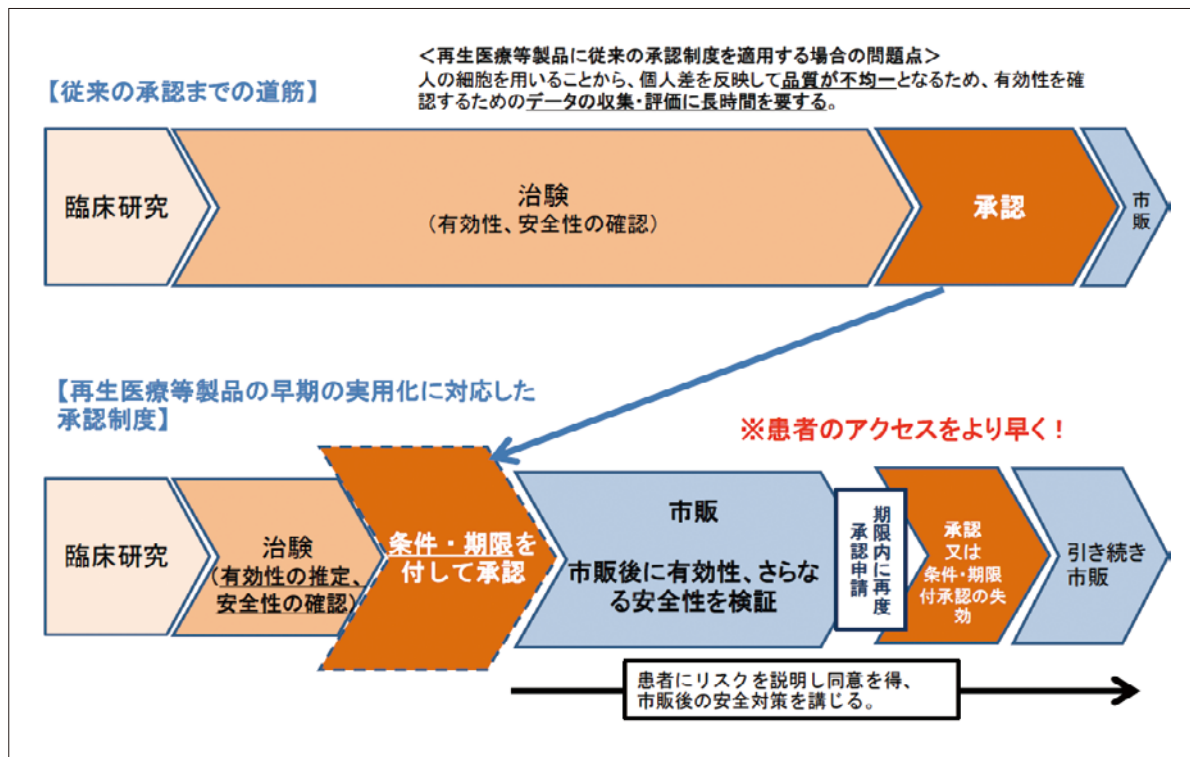 ＜再生医療等製品に従来の承認制度を適用する場合の問題点＞
人の細胞を用いることから、個人差を反映して品質が不均一となるため、有効性を確
認するためのデータの収集・評価に長時間を要する。
【従来の承認までの道筋】
臨床研究
治験
（有効性、安全性の確認）
承認
市
販
【再生医療等製品の早期の実用化に対応した
承認制度】
※患者のアクセスをより早く！
臨床研究
治験
（有効性の推定、
安全性の確認）
条件・期限を
付して承認
市販
市販後に有効性、さらな
る安全性を検証
期限内に再度
承認申請
承認
又は
条件・期限
付承認の失
効
引き続き
市販
患者にリスクを説明し同意を得、
市販後の安全対策を講じる。